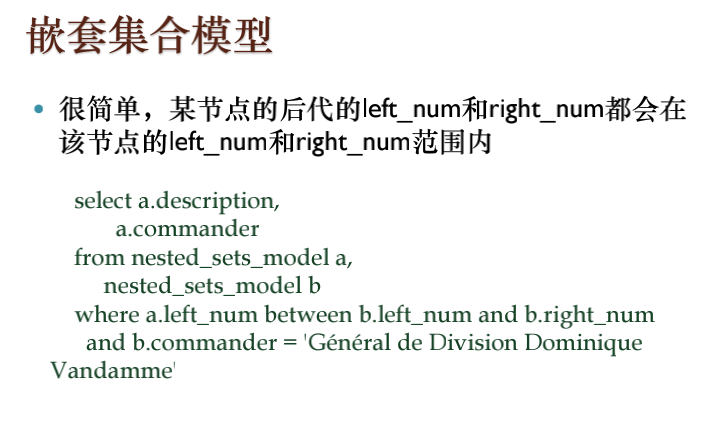 嵌套集合模型
• 很简单，某节点的后代的left_num和right_num都会在
该节点的left_num和right_num范围内
select a.description,
a.commander
from nested_sets_model a,
nested_sets_model b
where a.left_num between b.left_num and b.right_num
and b.commander = 'Général de Division Dominique
Vandamme'